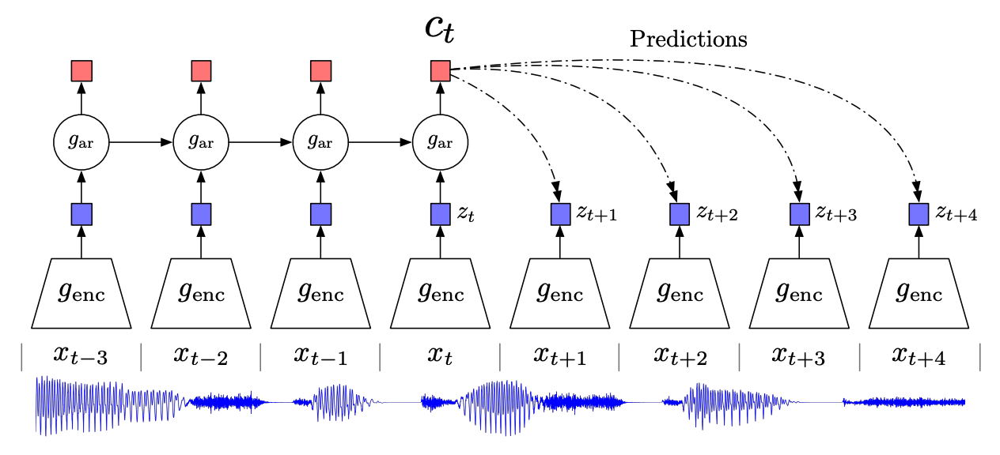 c_t
Predictions
g_ar g_ar g_ar g_ar
z_t z_{t+1} z_{t+2} z_{t+3} z_{t+4}
g_enc g_enc g_enc g_enc g_enc g_enc g_enc g_enc
x_{t-3} x_{t-2} x_{t-1} x_t x_{t+1} x_{t+2} x_{t+3} x_{t+4}